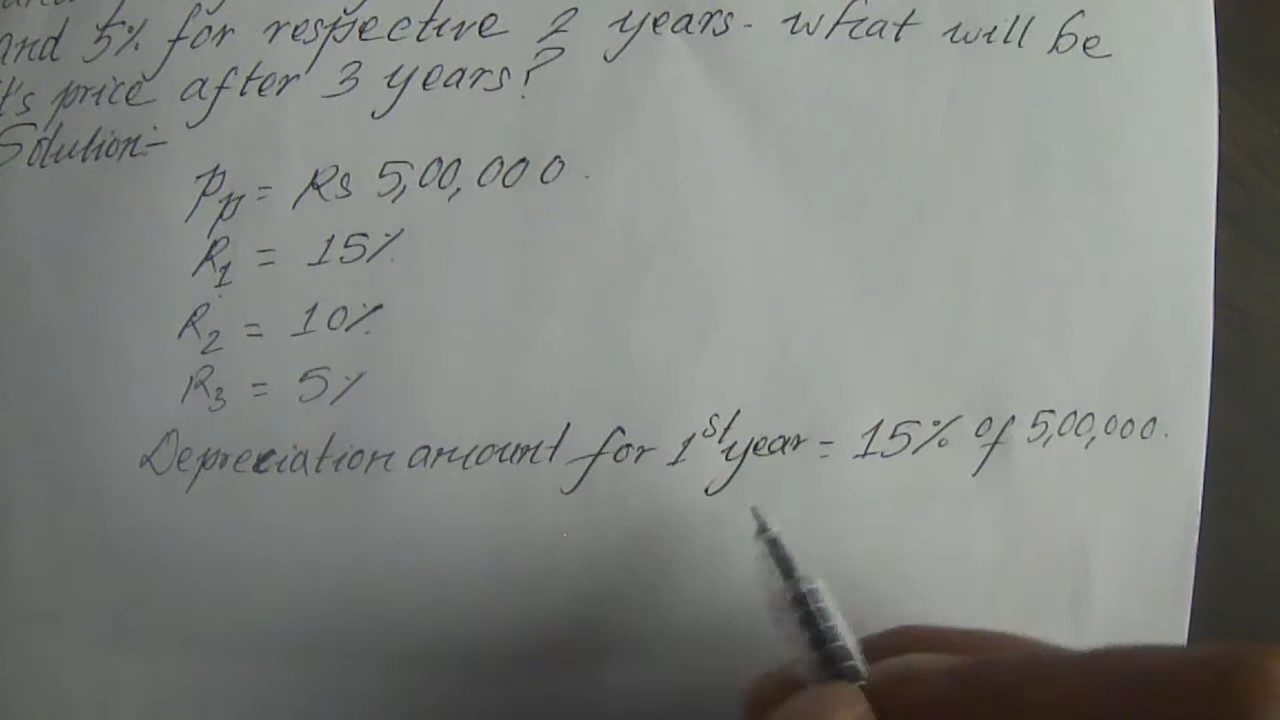 and 5% for respective 2 years. what will be
it's price after 3 years?
Solution:-
Pp = Rs 5,00,000.
R1 = 15%
R2 = 10%
R3 = 5%
Depreciation amount for 1st year = 15% of 5,00,000.